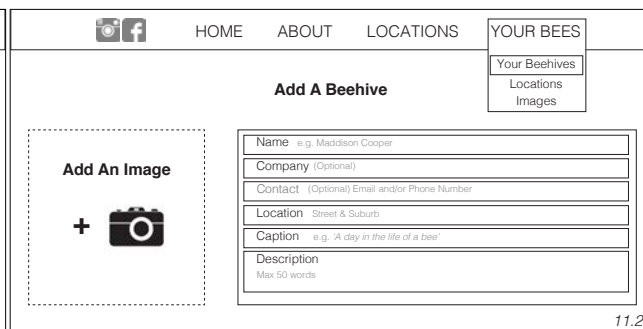 HOME ABOUT LOCATIONS YOUR BEES
Your Beehives
Locations
Images
Add A Beehive
Add An Image
+
Name e.g. Maddison Cooper
Company (Optional)
Contact (Optional) Email and/or Phone Number
Location Street & Suburb
Caption e.g. ‘A day in the life of a bee’
Description
Max 50 words
11.2